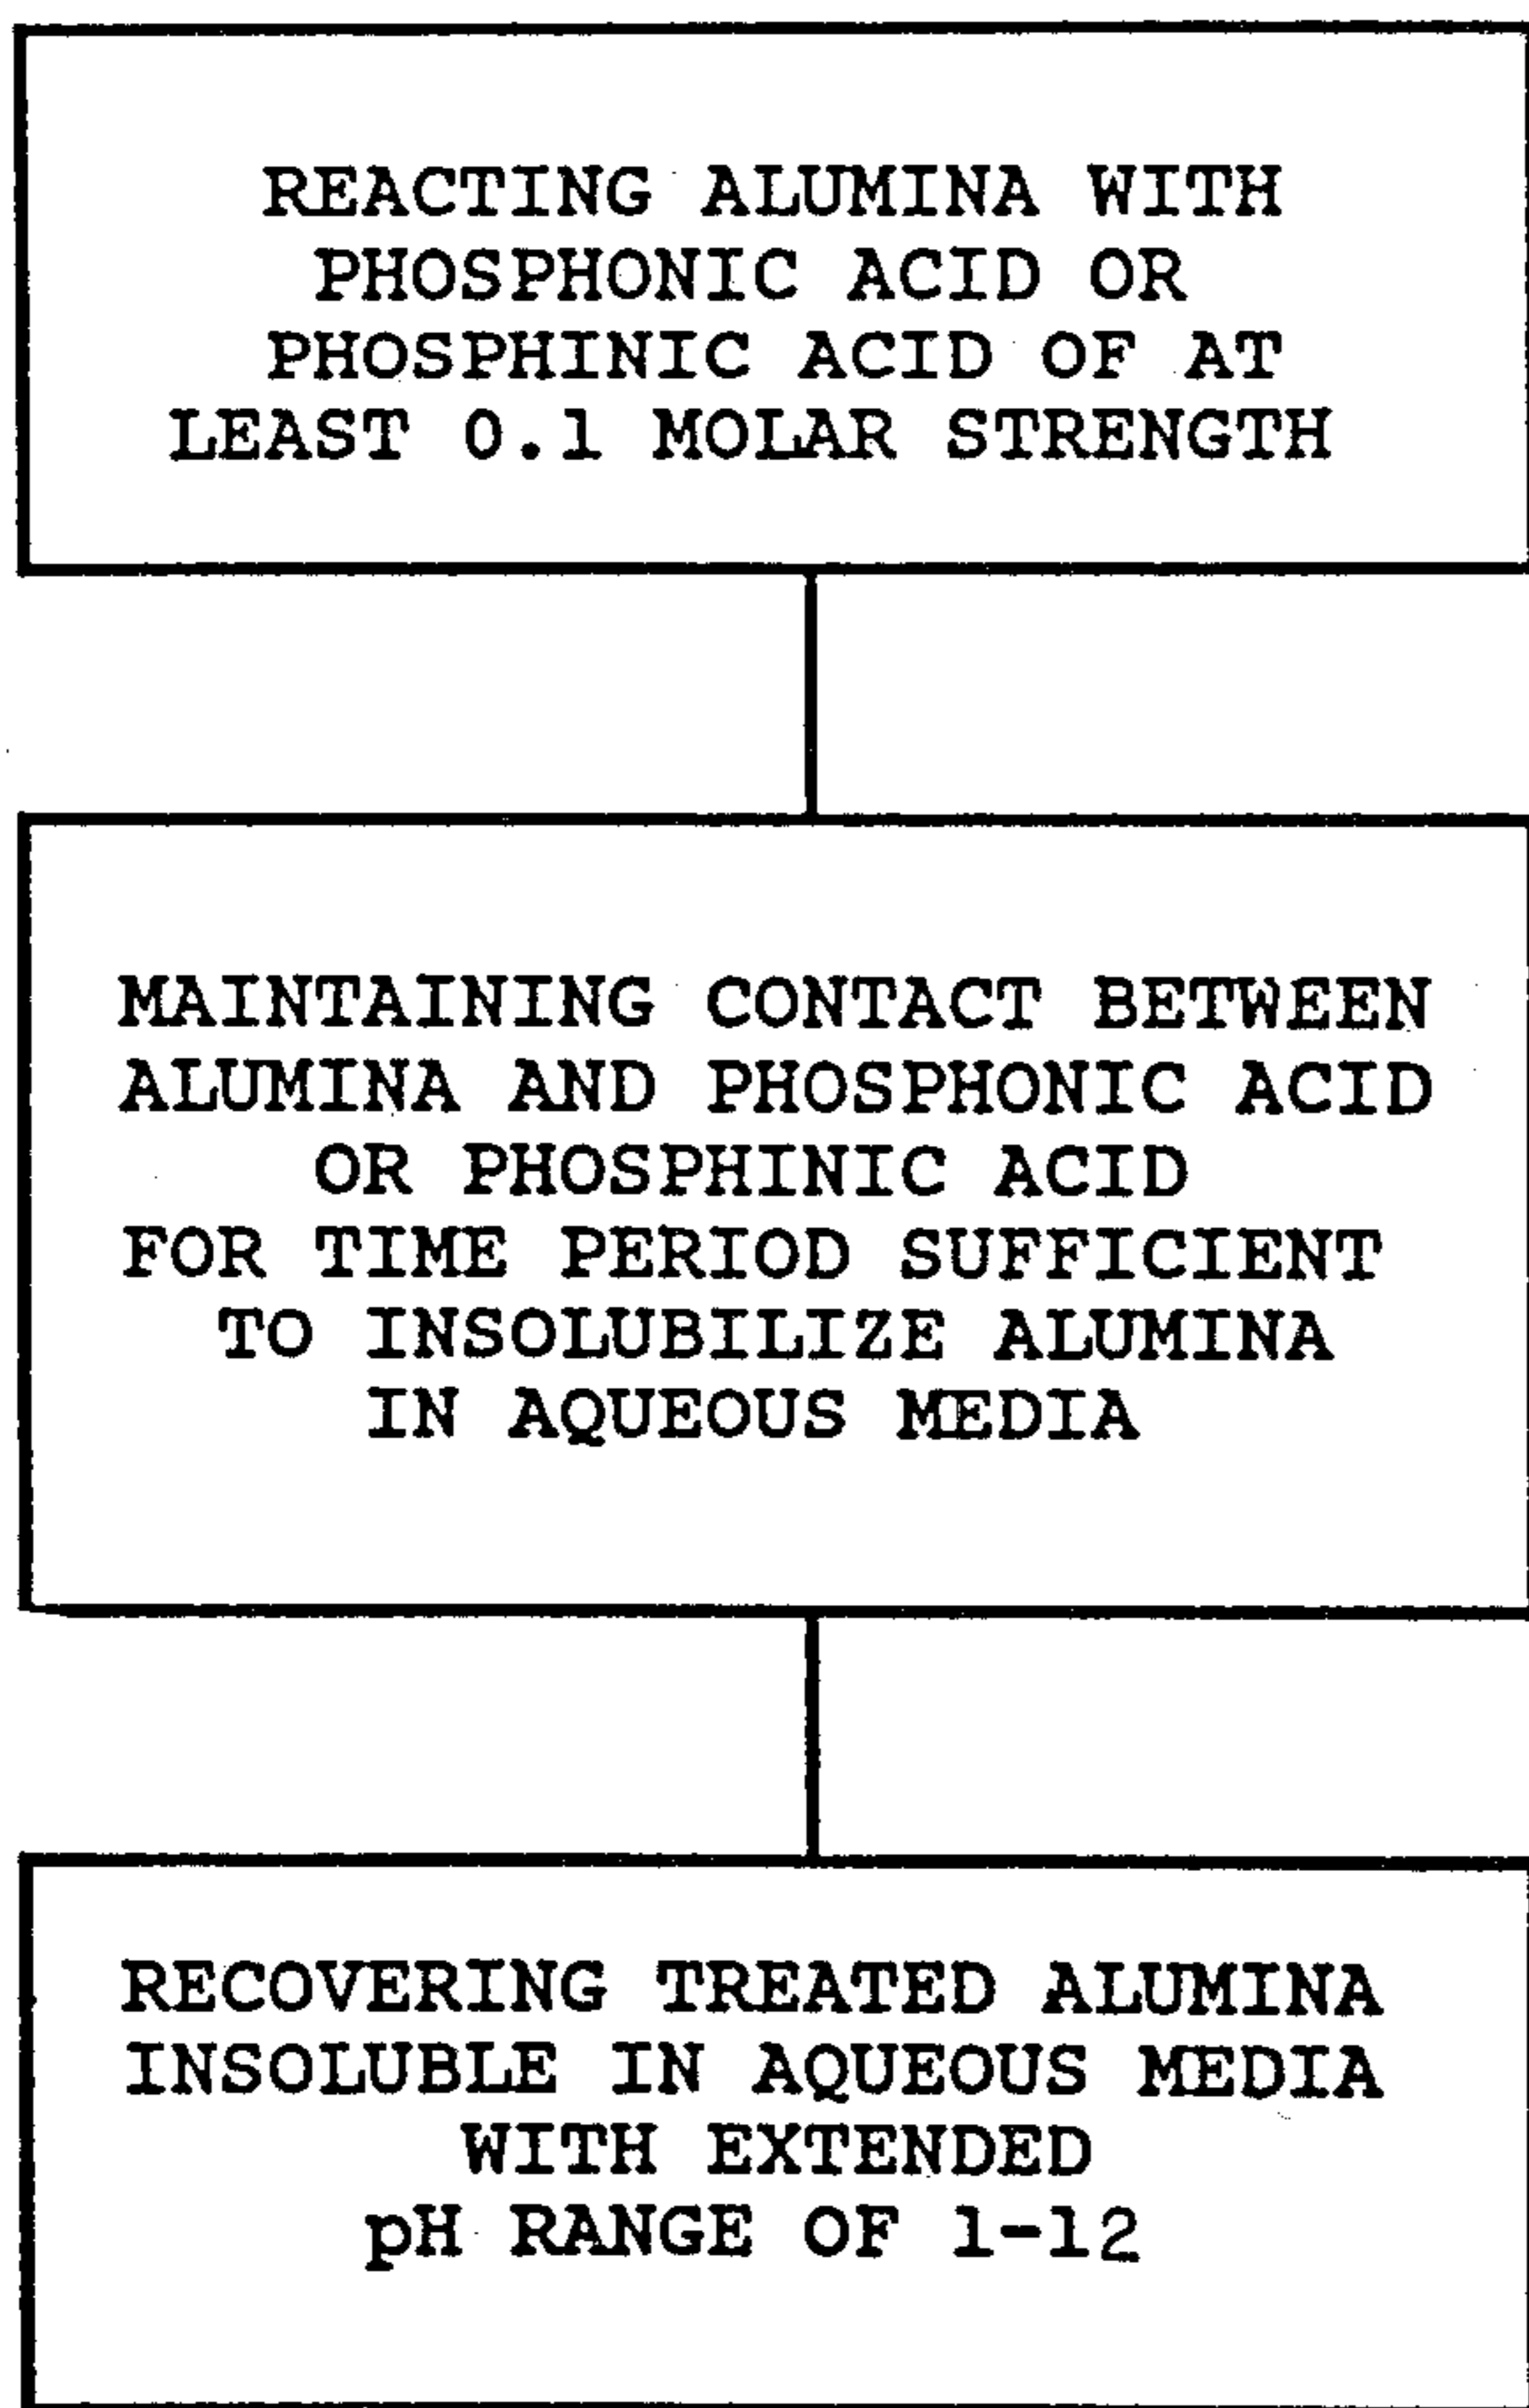 REACTING ALUMINA WITH
PHOSPHONIC ACID OR
PHOSPHINIC ACID OF AT
LEAST 0.1 MOLAR STRENGTH
MAINTAINING CONTACT BETWEEN
ALUMINA AND PHOSPHONIC ACID
OR PHOSPHINIC ACID
FOR TIME PERIOD SUFFICIENT
TO INSOLUBILIZE ALUMINA
IN AQUEOUS MEDIA
RECOVERING TREATED ALUMINA
INSOLUBLE IN AQUEOUS MEDIA
WITH EXTENDED
pH RANGE OF 1-12